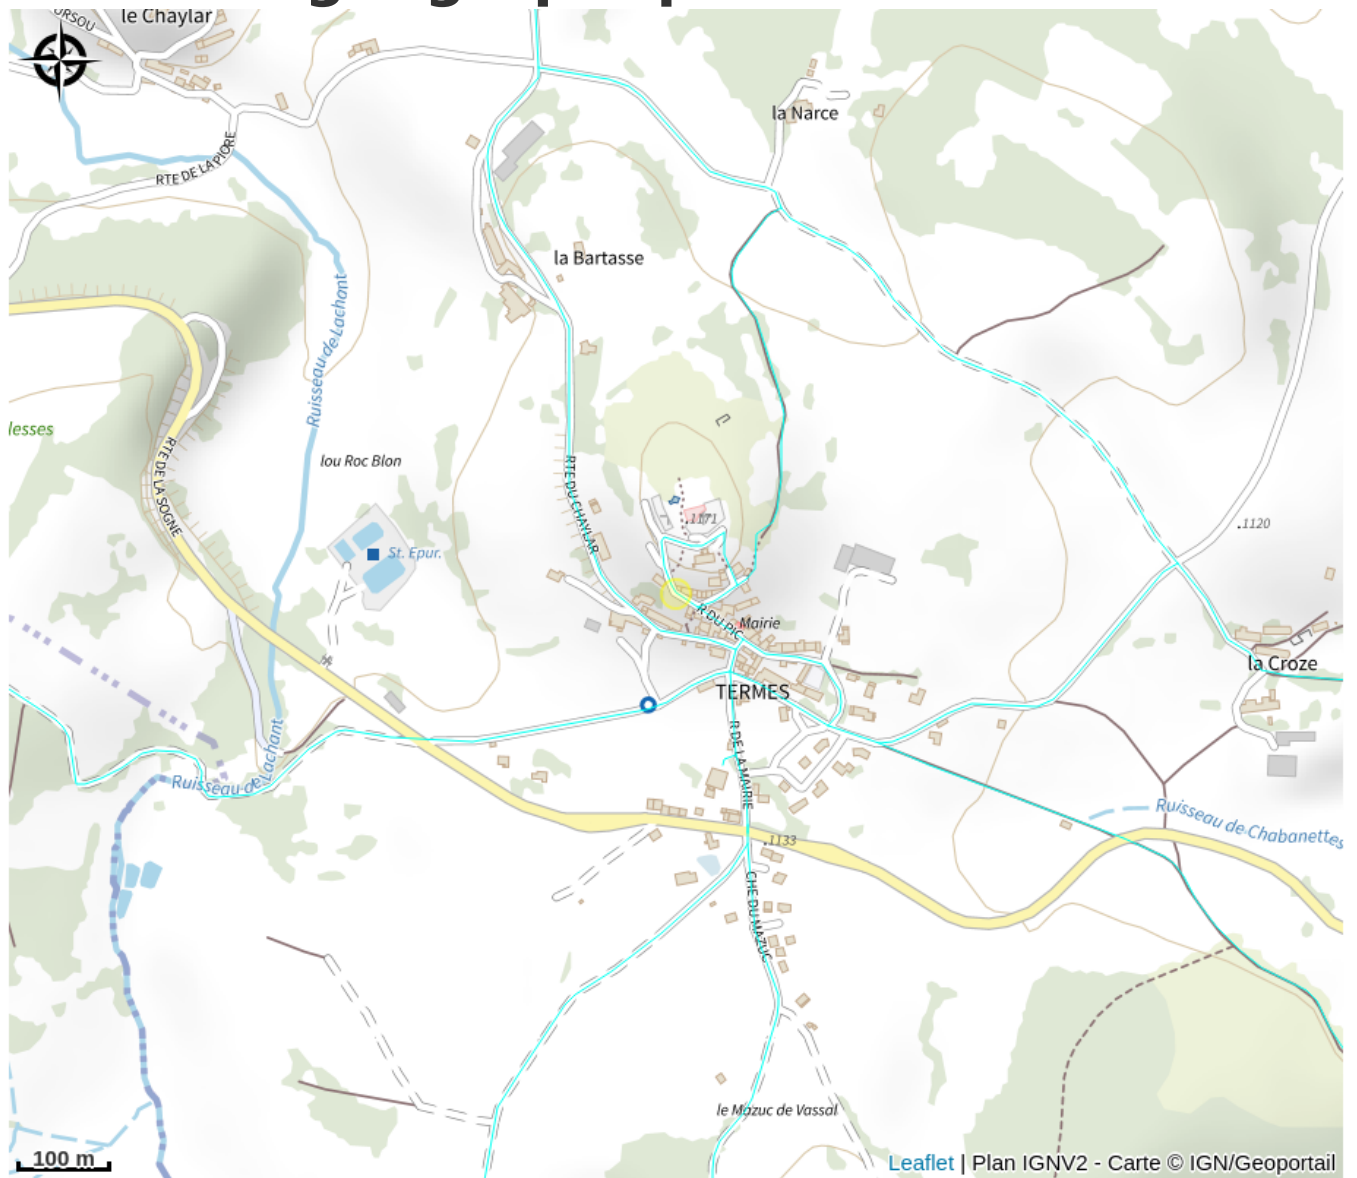 le Chaylar
RTE DE LA PIORE
la Narce
la Bartasse
Ruisseau de Lachant
lesses
RTE DE LA SOGNE
lou Roc Blon
RTE DU CHAYLAR
.1171
.1120
St. Epur.
R DU PIC
Mairie
la Croze
TERMES
R DE LA MAIRIE
Ruisseau de Lachant
Ruisseau de Chabanettes
.1133
CHE DU MAZUC
le Mazuc de Vassal
100 m
Leaflet | Plan IGNV2 - Carte © IGN/Geoportail